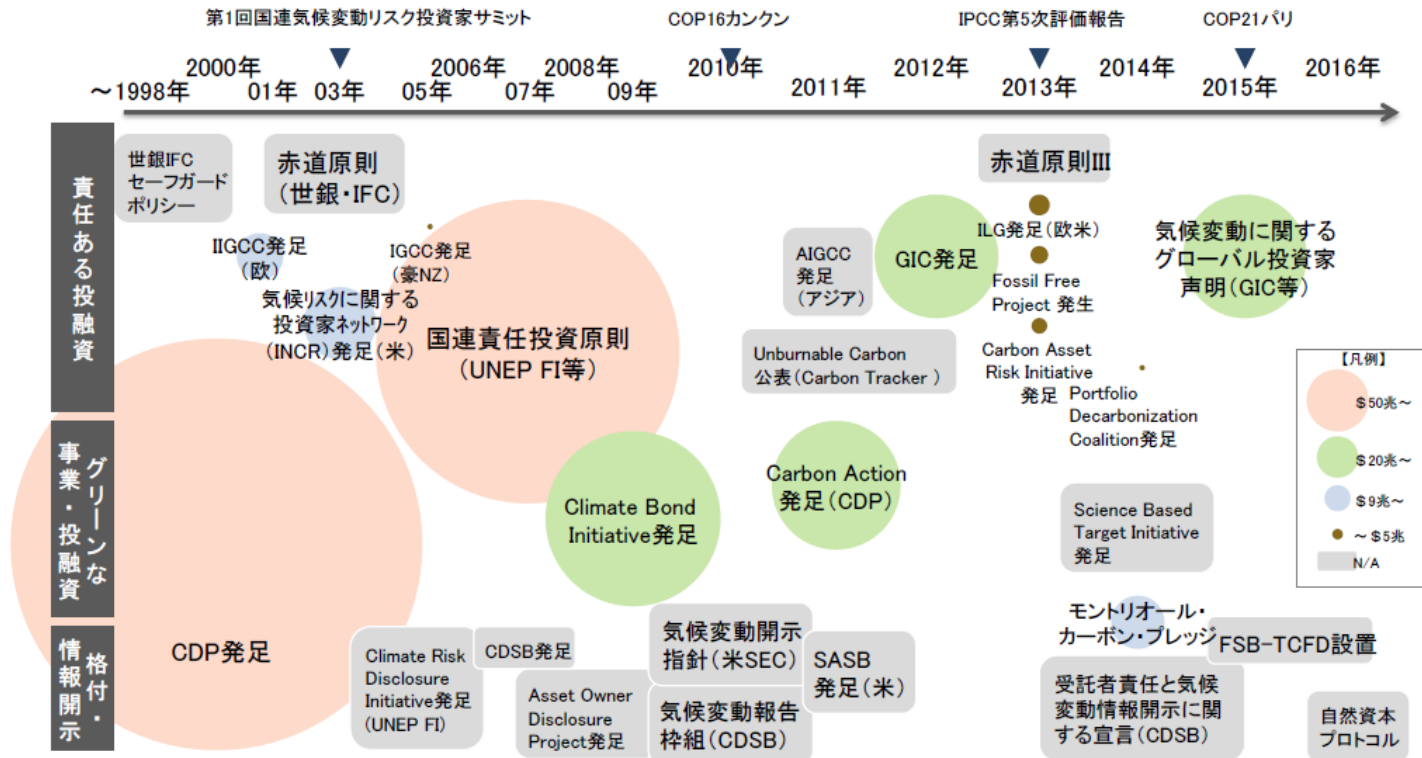 第1回国連気候変動リスク投資家サミット
COP16カンクン
IPCC第5次評価報告
COP21パリ
～1998年
2000年
01年
03年
05年
2006年
07年
2008年
09年
2010年
2011年
2012年
2013年
2014年
2015年
2016年
責任ある投融資
世銀IFC
セーフガード
ポリシー
赤道原則
(世銀・IFC)
IIGCC発足
(欧)
気候リスクに関する
投資家ネットワーク
(INCR)発足(米)
IGCC発足
(豪NZ)
国連責任投資原則
(UNEP FI等)
AIGCC
発足
(アジア)
GIC発足
Unburnable Carbon
公表(Carbon Tracker )
赤道原則III
ILG発足(欧米)
Fossil Free
Project 発生
Carbon Asset
Risk Initiative
発足
Portfolio
Decarbonization
Coalition発足
気候変動に関する
グローバル投資家
声明(GIC等)
【凡例】
＄50兆～
＄20兆～
＄9兆～
～＄5兆
N/A
グリーンな
事業・投融資
Climate Bond
Initiative発足
Carbon Action
発足(CDP)
Science Based
Target Initiative
発足
格付・
情報開示
CDP発足
Climate Risk
Disclosure
Initiative発足
(UNEP FI)
CDSB発足
Asset Owner
Disclosure
Project発足
気候変動開示
指針(米SEC)
気候変動報告
枠組(CDSB)
SASB
発足(米)
モントリオール・
カーボン・プレッジ
FSB-TCFD設置
受託者責任と気候
変動情報開示に関
する宣言(CDSB)
自然資本
プロトコル